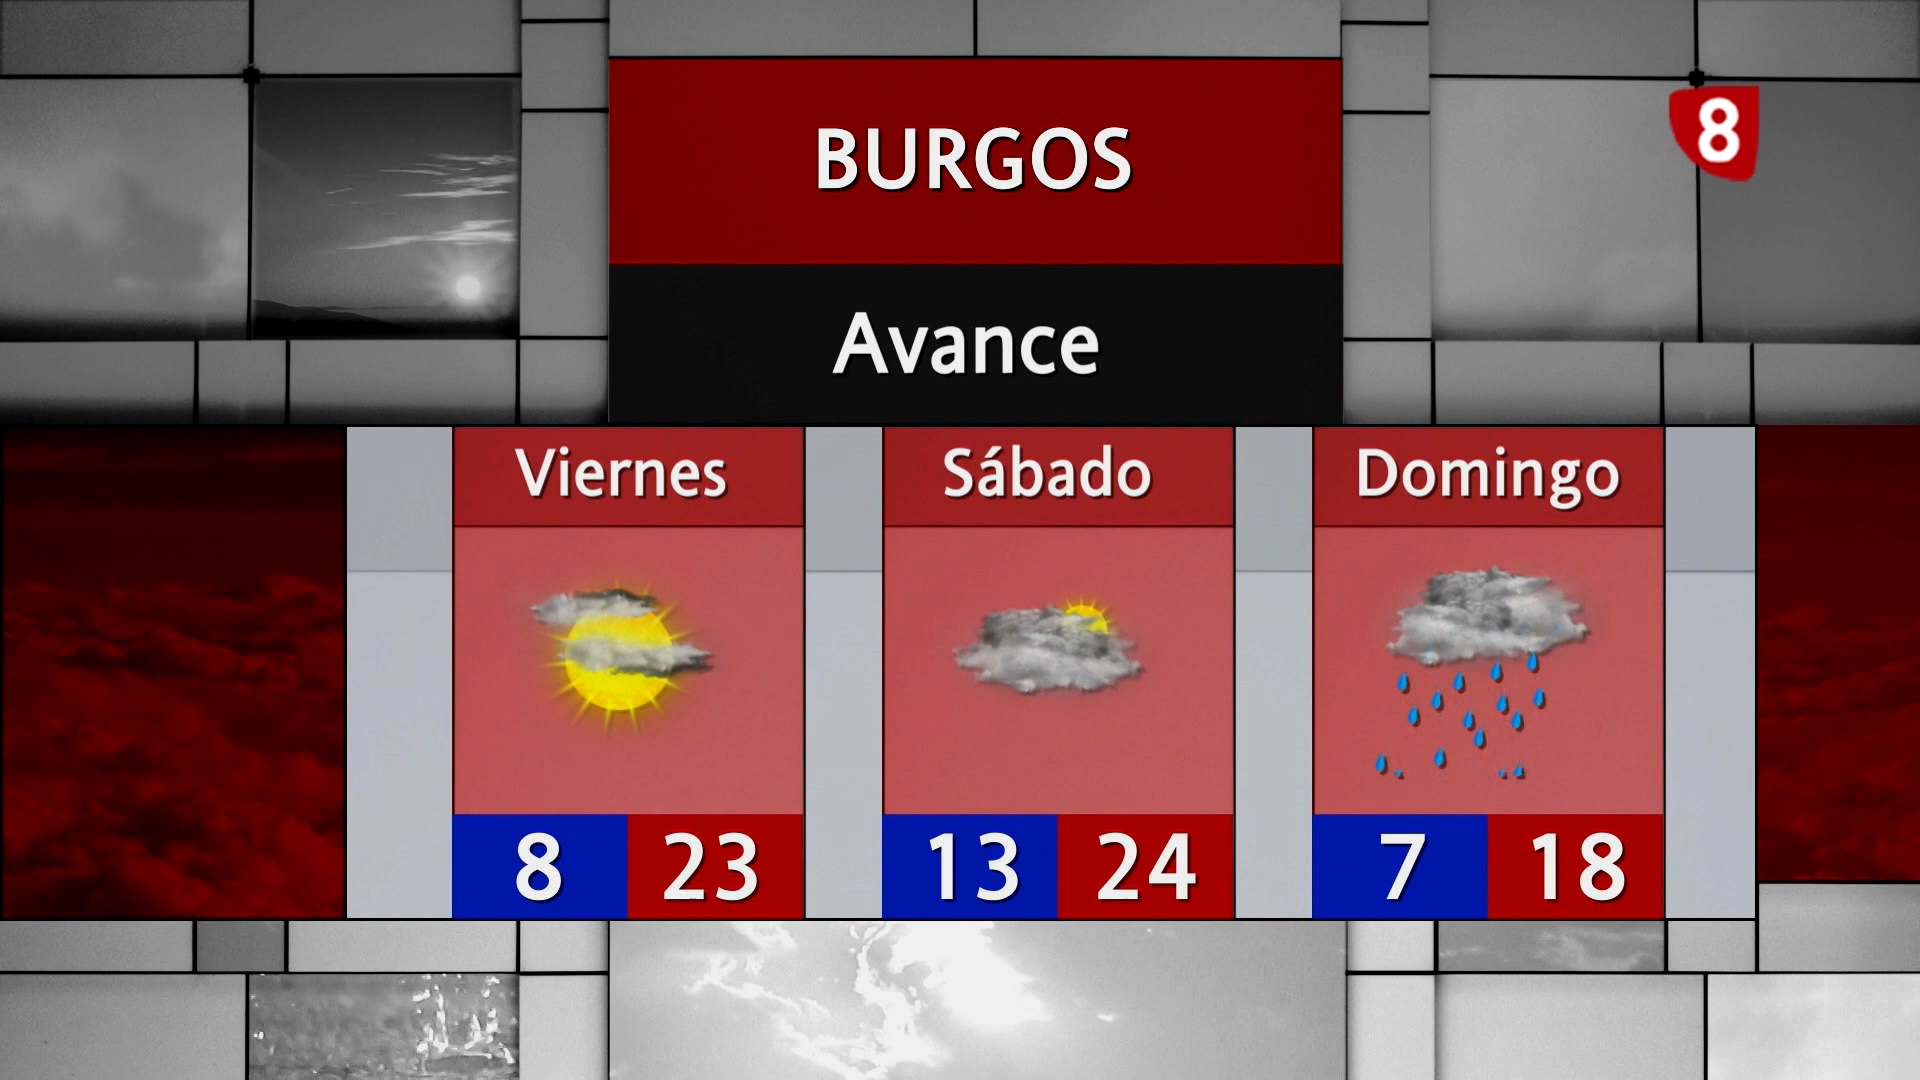 BURGOS
8
Avance
Viernes
Sábado
Domingo
8 23
13 24
7 18